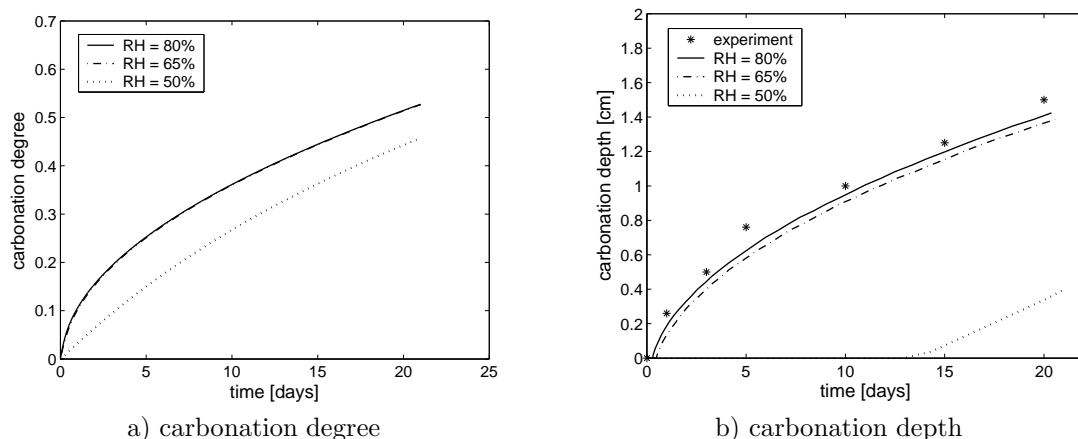 0.7
0.6
0.5
0.4
0.3
0.2
0.1
0
carbonation degree
RH = 80%
RH = 65%
RH = 50%
0 5 10 15 20 25
time [days]
a) carbonation degree
2
1.8
1.6
1.4
1.2
1
0.8
0.6
0.4
0.2
0
carbonation depth [cm]
experiment
RH = 80%
RH = 65%
RH = 50%
0 5 10 15 20
time [days]
b) carbonation depth